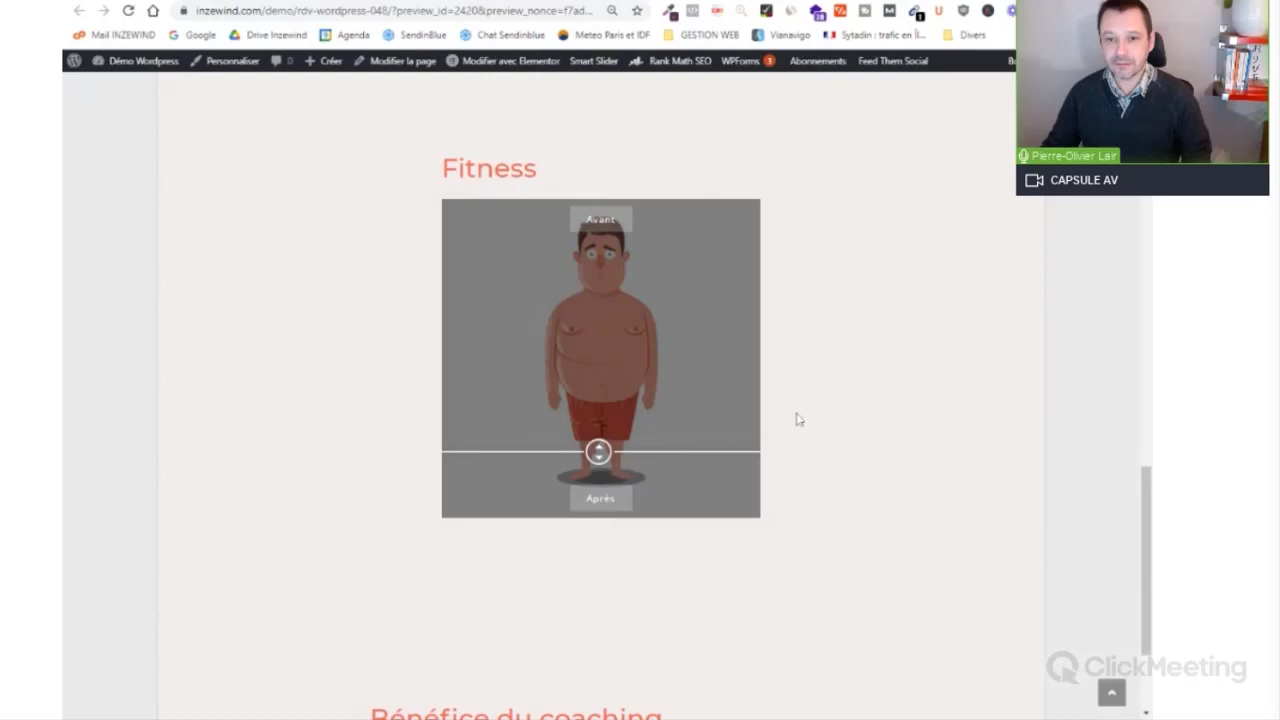 inzewind.com/demo/rdv-wordpress-048/?preview_id=2420&preview_nonce=f7ad...
Mail INZEWIND Google Drive Inzewind Agenda SendinBlue Chat Sendinblue Meteo Paris et IDF GESTION WEB Vianavigo Sytadin : trafic en Îl... Divers
Démo Wordpress Personnaliser 0 Créer Modifier la page Modifier avec Elementor Smart Slider Rank Math SEO WPForms 3 Abonnements Feed Them Social
Pierre-Olivier Lair
CAPSULE AV
Fitness
Avant
Après
ClickMeeting
Bénéfice du coaching